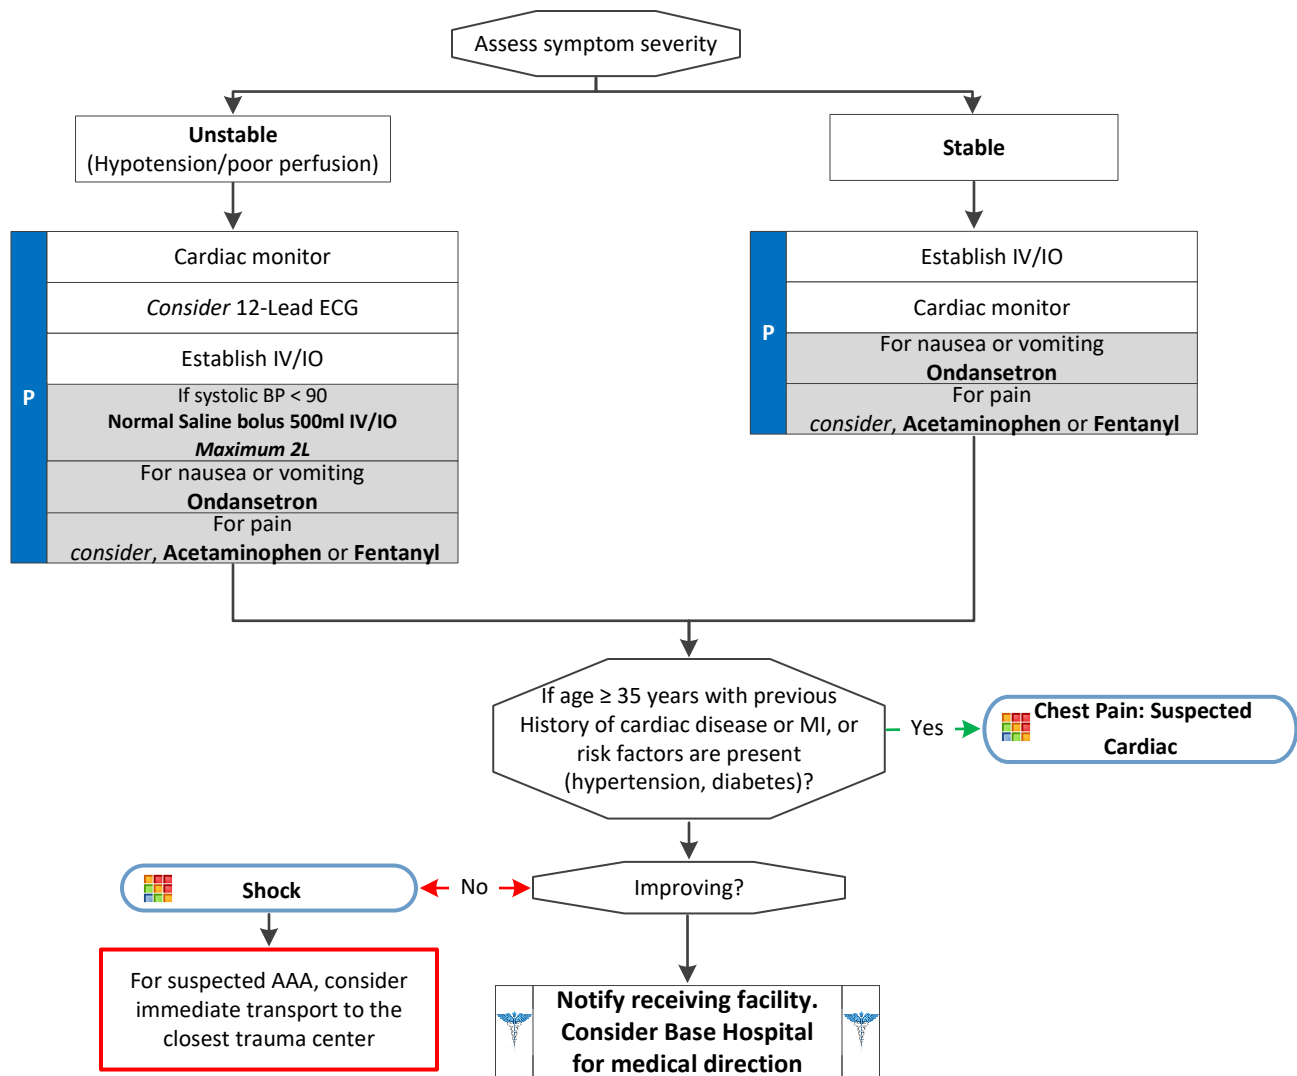 Assess symptom severity
Unstable
(Hypotension/poor perfusion)
Stable
P
Cardiac monitor
Consider 12-Lead ECG
Establish IV/IO
If systolic BP < 90
Normal Saline bolus 500ml IV/IO
Maximum 2L
For nausea or vomiting
Ondansetron
For pain
consider, Acetaminophen or Fentanyl
P
Establish IV/IO
Cardiac monitor
For nausea or vomiting
Ondansetron
For pain
consider, Acetaminophen or Fentanyl
If age ≥ 35 years with previous
History of cardiac disease or MI, or
risk factors are present
(hypertension, diabetes)?
Yes
Chest Pain: Suspected
Cardiac
Improving?
No
Shock
For suspected AAA, consider
immediate transport to the
closest trauma center
Notify receiving facility.
Consider Base Hospital
for medical direction